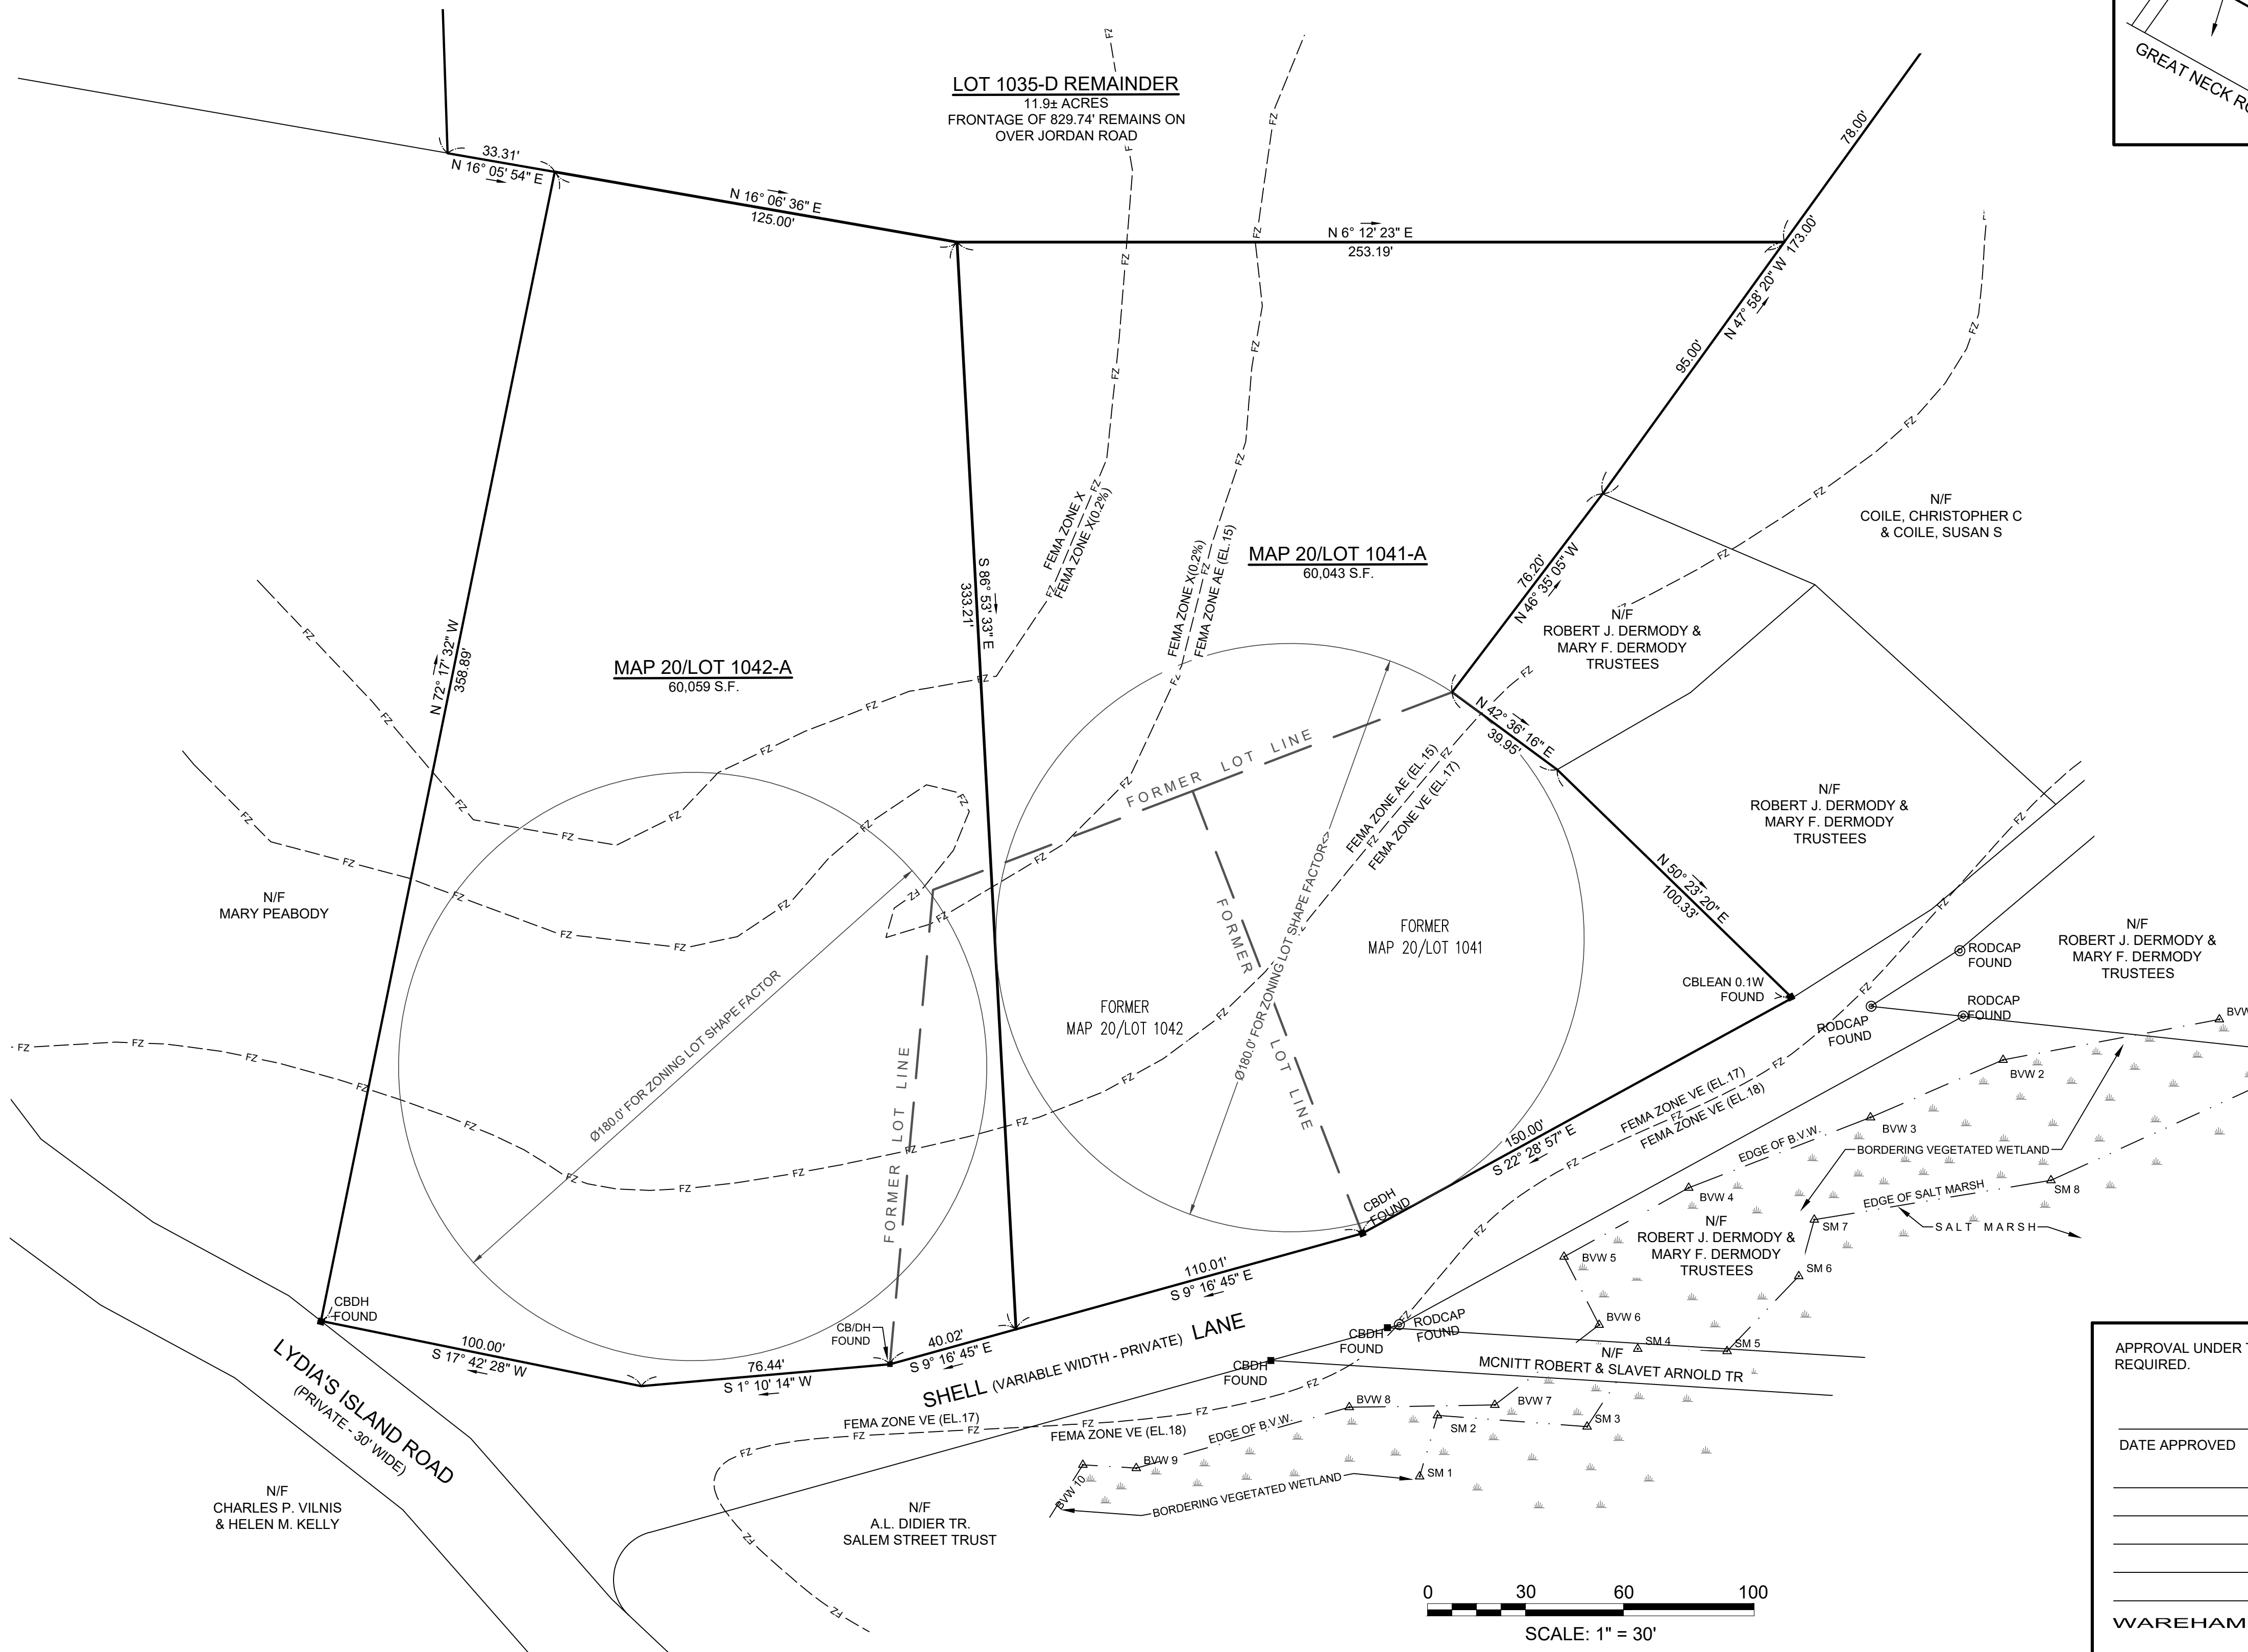 GREAT NECK
LOT 1035-D REMAINDER
11.9± ACRES
FRONTAGE OF 829.74' REMAINS ON
OVER JORDAN ROAD
33.31'
N 16° 05' 54" E
N 16° 06' 36" E
125.00'
N 6° 12' 23" E
253.19'
78.00'
N 47° 58' 20" W 173.00'
95.00'
76.20'
N 46° 35' 05" W
N/F
COILE, CHRISTOPHER C
& COILE, SUSAN S
N/F
ROBERT J. DERMODY &
MARY F. DERMODY
TRUSTEES
FEMA ZONE X
FEMA ZONE X(0.2%)
FEMA ZONE X(0.2%)
FEMA ZONE AE (EL.15)
MAP 20/LOT 1041-A
60,043 S.F.
S 86° 53' 33" E
333.21'
MAP 20/LOT 1042-A
60,059 S.F.
N 72° 17' 32" W
358.89'
N 42° 36' 16" E
39.95'
FORMER LOT LINE
FEMA ZONE AE (EL.15)
FEMA ZONE VE (EL.17)
N/F
ROBERT J. DERMODY &
MARY F. DERMODY
TRUSTEES
N 50° 23' 20" E
100.33'
N/F
MARY PEABODY
Ø180.0' FOR ZONING LOT SHAPE FACTOR
Ø180.0' FOR ZONING LOT SHAPE FACTOR<>
FORMER LOT LINE
FORMER LOT LINE
FORMER
MAP 20/LOT 1041
FORMER
MAP 20/LOT 1042
CBLEAN 0.1W
FOUND
RODCAP
FOUND
RODCAP
FOUND
RODCAP
FOUND
N/F
ROBERT J. DERMODY &
MARY F. DERMODY
TRUSTEES
BVW 2
BVW 3
BORDERING VEGETATED WETLAND
EDGE OF B.V.W.
BVW 4
EDGE OF SALT MARSH
SM 8
SALT MARSH
SM 7
SM 6
BVW 5
BVW 6
SM 5
SM 4
N/F
ROBERT J. DERMODY &
MARY F. DERMODY
TRUSTEES
FEMA ZONE VE (EL.17)
FEMA ZONE VE (EL.18)
150.00'
S 22° 28' 57" E
CBDH
FOUND
110.01'
S 9° 16' 45" E
CBDH
FOUND
100.00'
S 17° 42' 28" W
76.44'
S 1° 10' 14" W
CB/DH
FOUND
40.02'
S 9° 16' 45" E
SHELL (VARIABLE WIDTH - PRIVATE) LANE
CBDH
FOUND
RODCAP
FOUND
CBDH
FOUND
N/F
MCNITT ROBERT & SLAVET ARNOLD TR
LYDIA'S ISLAND ROAD
(PRIVATE - 30' WIDE)
FEMA ZONE VE (EL.17)
FEMA ZONE VE (EL.18)
EDGE OF B.V.W.
BVW 7
BVW 8
BVW 9
BVW 10
SM 1
SM 2
SM 3
BORDERING VEGETATED WETLAND
N/F
CHARLES P. VILNIS
& HELEN M. KELLY
N/F
A.L. DIDIER TR.
SALEM STREET TRUST
0 30 60 100
SCALE: 1" = 30'
APPROVAL UNDER
REQUIRED.
DATE APPROVED
WAREHAM